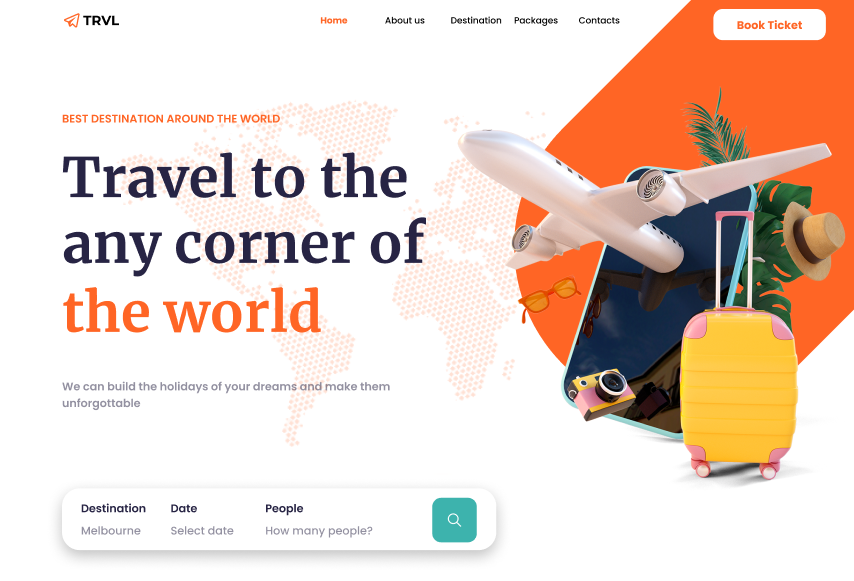 TRVL
Home About us Destination Packages Contacts
Book Ticket
BEST DESTINATION AROUND THE WORLD
Travel to the
any corner of
the world
We can build the holidays of your dreams and make them
unforgottable
Destination Date People
Melbourne Select date How many people?